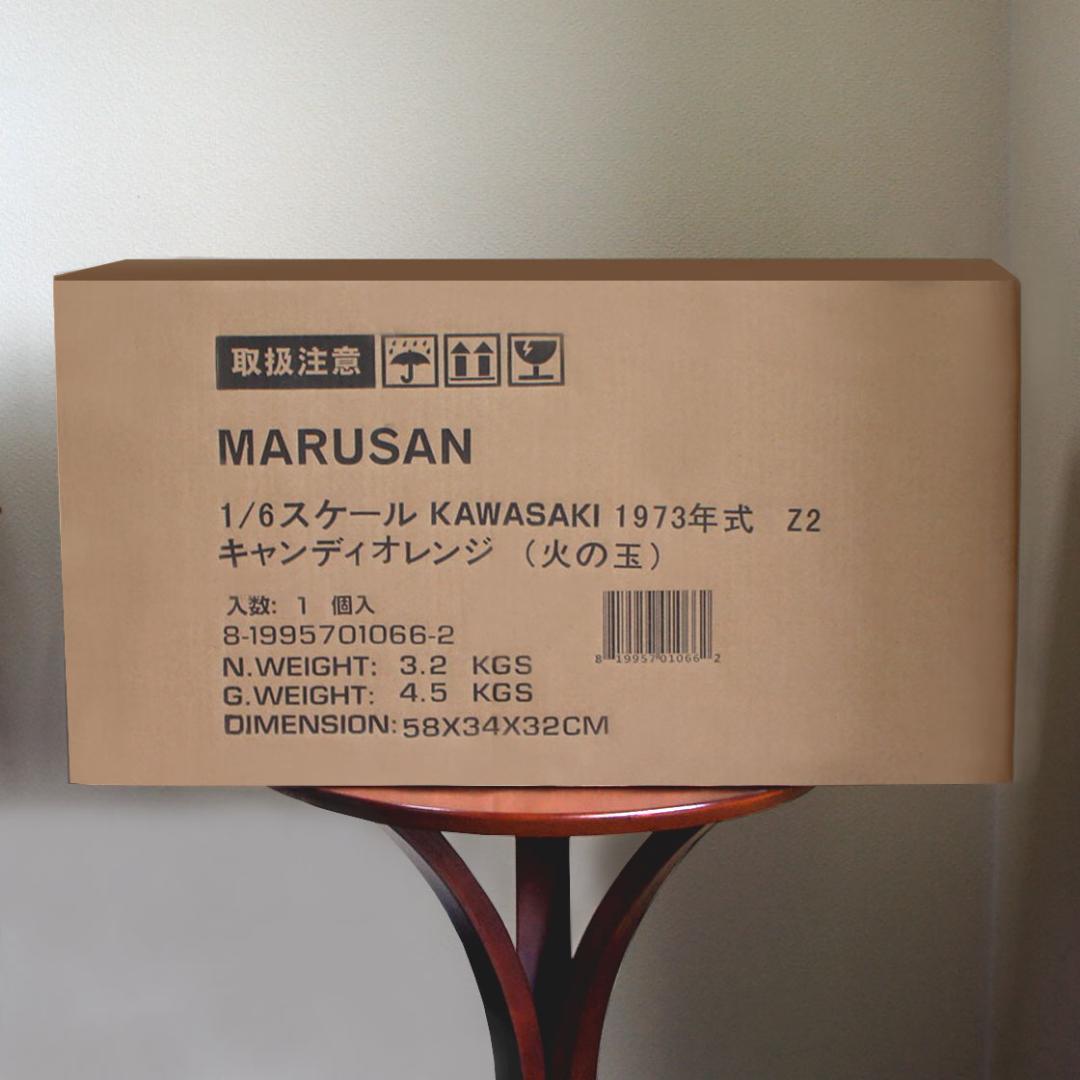 取扱注意
MARUSAN
1/6スケール KAWASAKI 1973年式 Z2
キャンディオレンジ （火の玉）
入数: 1 個入
8-1995701066-2
N.WEIGHT: 3.2 KGS
G.WEIGHT: 4.5 KGS
DIMENSION: 58X34X32CM
8 1995701066 2